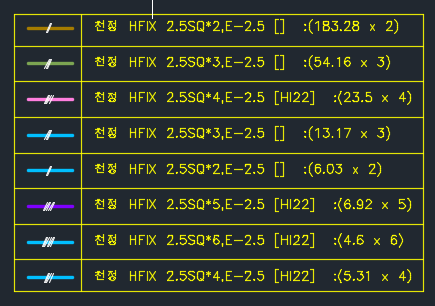 천정 HFIX 2.5SQ*2,E-2.5 [] :(183.28 x 2)
천정 HFIX 2.5SQ*3,E-2.5 [] :(54.16 x 3)
천정 HFIX 2.5SQ*4,E-2.5 [HI22] :(23.5 x 4)
천정 HFIX 2.5SQ*3,E-2.5 [] :(13.17 x 3)
천정 HFIX 2.5SQ*2,E-2.5 [] :(6.03 x 2)
천정 HFIX 2.5SQ*5,E-2.5 [HI22] :(6.92 x 5)
천정 HFIX 2.5SQ*6,E-2.5 [HI22] :(4.6 x 6)
천정 HFIX 2.5SQ*4,E-2.5 [HI22] :(5.31 x 4)